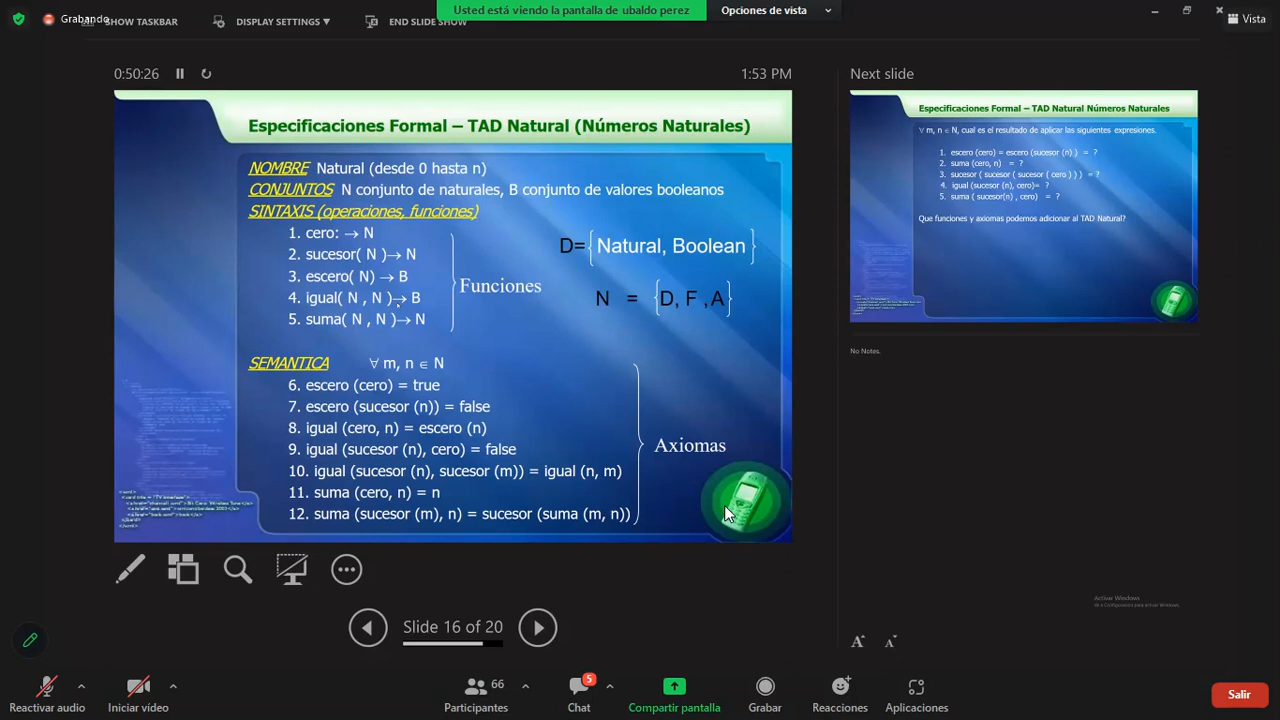 Grabando
SHOW TASKBAR
DISPLAY SETTINGS ▼
END SLIDE SHOW
Usted está viendo la pantalla de ubaldo perez
Opciones de vista
Vista
0:50:26
1:53 PM
Next slide
Especificaciones Formal – TAD Natural (Números Naturales)
NOMBRE Natural (desde 0 hasta n)
CONJUNTOS N conjunto de naturales, B conjunto de valores booleanos
SINTAXIS (operaciones, funciones)
1. cero: → N
2. sucesor( N )→ N
3. escero( N) → B
4. igual( N , N )→ B
5. suma( N , N )→ N
Funciones
D={ Natural, Boolean }
N = {D, F ,A}
SEMANTICA ∀ m, n ∈ N
6. escero (cero) = true
7. escero (sucesor (n)) = false
8. igual (cero, n) = escero (n)
9. igual (sucesor (n), cero) = false
10. igual (sucesor (n), sucesor (m)) = igual (n, m)
11. suma (cero, n) = n
12. suma (sucesor (m), n) = sucesor (suma (m, n))
Axiomas
Especificaciones Formal – TAD Natural Números Naturales
∀ m, n ∈ N, cual es el resultado de aplicar las siguientes expresiones.
1. escero (cero) = escero (sucesor (n) ) = ?
2. suma (cero, n) = ?
3. sucesor ( sucesor ( sucesor ( cero ) ) ) = ?
4. igual (sucesor (n), cero)= ?
5. suma ( sucesor(n) , cero) = ?
Que funciones y axiomas podemos adicionar al TAD Natural?
No Notes.
Activar Windows
Slide 16 of 20
A A
Reactivar audio
Iniciar vídeo
66
Participantes
5
Chat
Compartir pantalla
Grabar
Reacciones
Aplicaciones
Salir